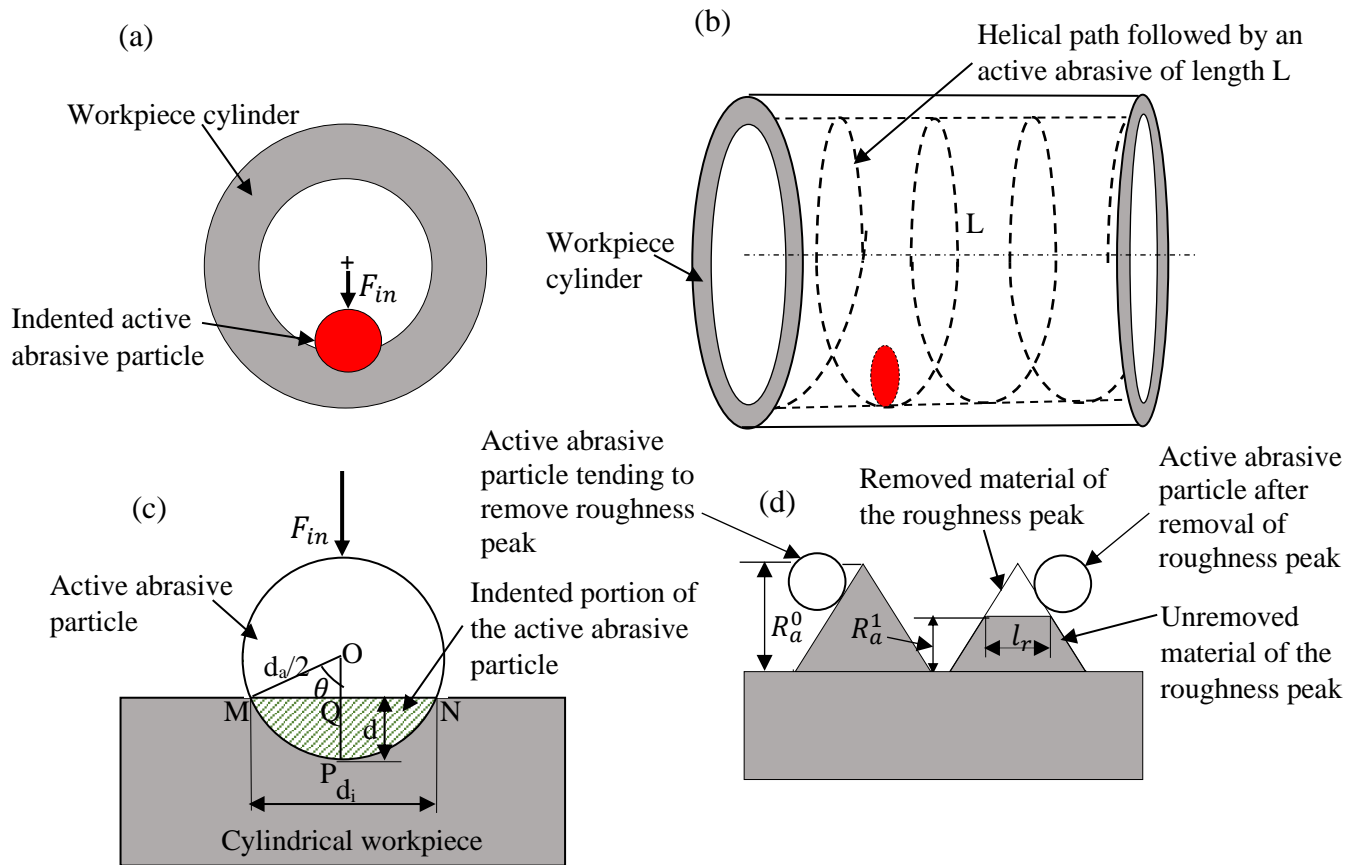 (a)
Workpiece cylinder
+
F_in
Indented active
abrasive particle
(b)
Helical path followed by an
active abrasive of length L
L
Workpiece
cylinder
(c)
F_in
Active abrasive
particle
O
d_a/2
θ
M
Q
N
d
P
d_i
Cylindrical workpiece
Indented portion of
the active abrasive
particle
Active abrasive
particle tending to
remove roughness
peak
(d)
Removed material of
the roughness peak
Active abrasive
particle after
removal of
roughness peak
R_a^0
R_a^1
l_r
Unremoved
material of the
roughness peak